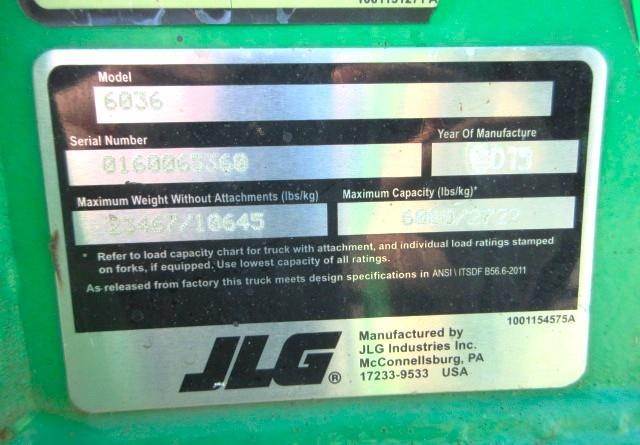 Model
6036
Serial Number
Year Of Manufacture
Maximum Weight Without Attachments (lbs/kg)
Maximum Capacity (lbs/kg)*
23467/10645
* Refer to load capacity chart for truck with attachment, and individual load ratings stamped
on forks, if equipped. Use lowest capacity of all ratings.
As released from factory this truck meets design specifications in ANSI \ ITSDF B56.6-2011
1001154575A
JLG®
Manufactured by
JLG Industries Inc.
McConnellsburg, PA
17233-9533 USA